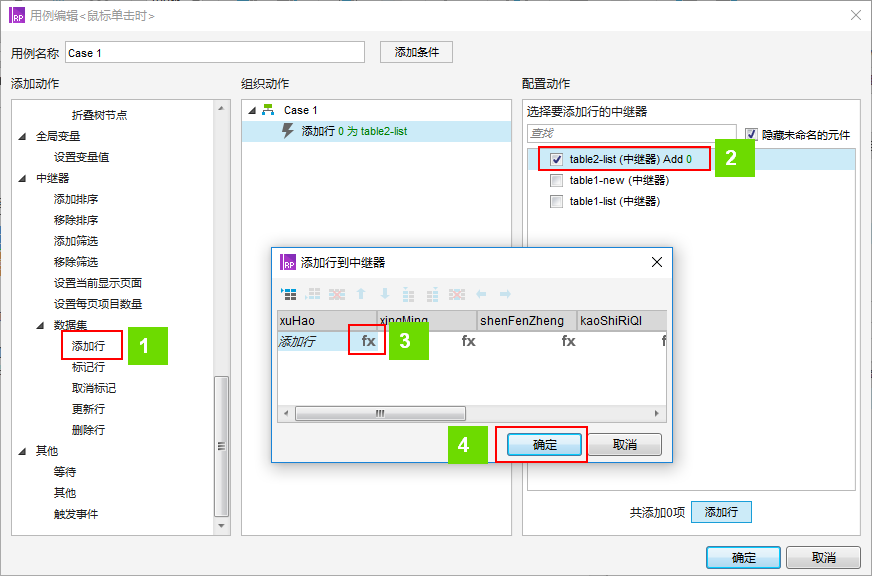 RP 用例编辑<鼠标单击时>
用例名称 Case 1 添加条件
添加动作
折叠树节点
全局变量
设置变量值
中继器
添加排序
移除排序
添加筛选
移除筛选
设置当前显示页面
设置每页项目数量
数据集
添加行 1
标记行
取消标记
更新行
删除行
其他
等待
其他
触发事件
组织动作
Case 1
添加行 0 为 table2-list
配置动作
选择要添加行的中继器
查找 隐藏未命名的元件
table2-list (中继器) Add 0 2
table1-new (中继器)
table1-list (中继器)
RP 添加行到中继器
xuHao xingMing shenFenZheng kaoShiRiQI
添加行 fx 3 fx fx f
4 确定 取消
共添加0项 添加行
确定 取消